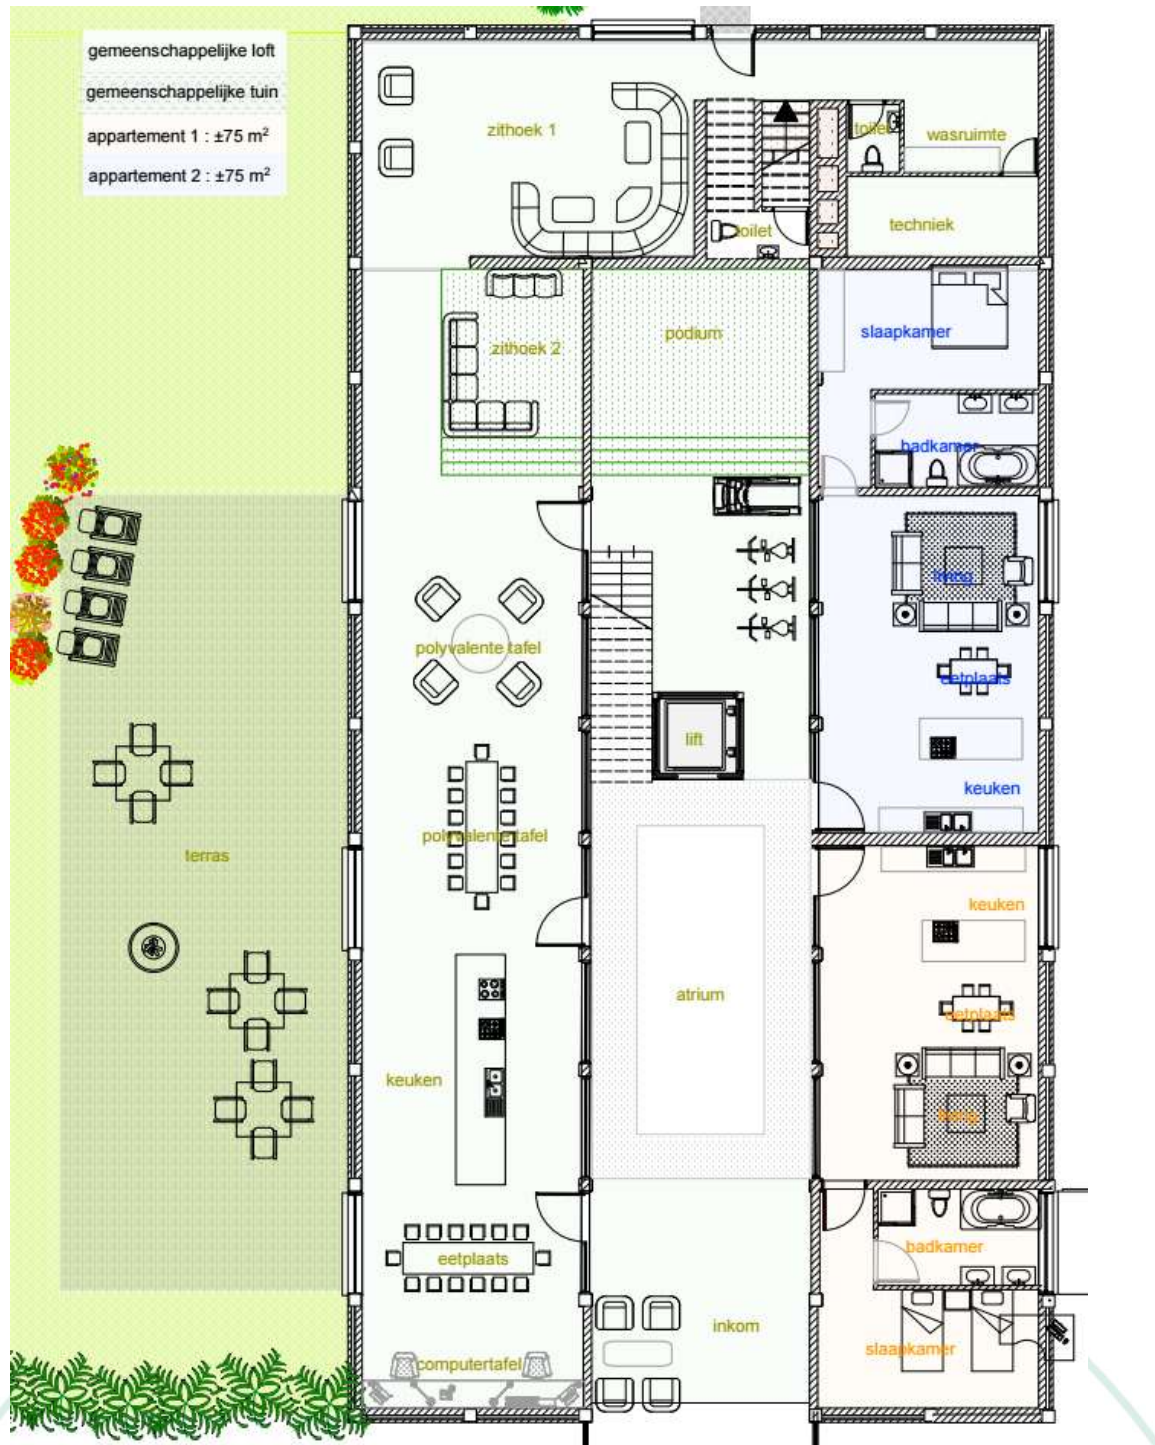 gemeenschappelijke loft
gemeenschappelijke tuin
appartement 1 : ±75 m²
appartement 2 : ±75 m²
zithoek 1
toilet
wasruimte
toilet
techniek
zithoek 2
podium
slaapkamer
badkamer
living
polyvalente tafel
eetplaats
lift
keuken
polyvalente tafel
terras
keuken
atrium
eetplaats
keuken
living
eetplaats
badkamer
inkom
slaapkamer
computertafel